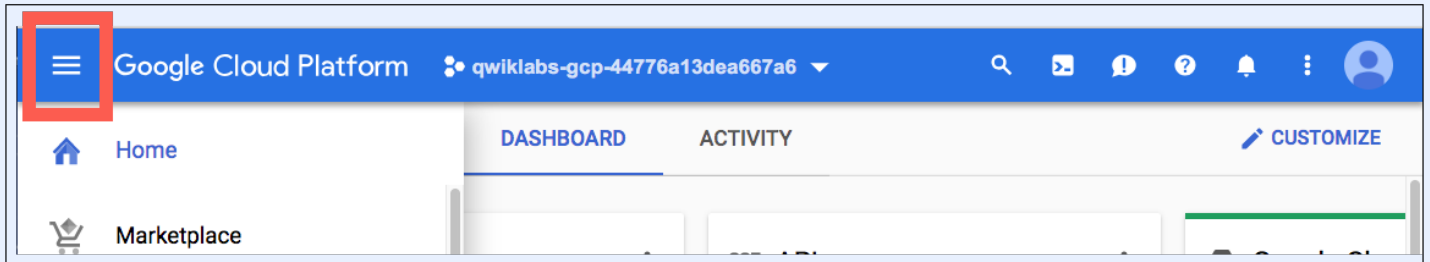 Google Cloud Platform qwiklabs-gcp-44776a13dea667a6
Home
DASHBOARD ACTIVITY CUSTOMIZE
Marketplace